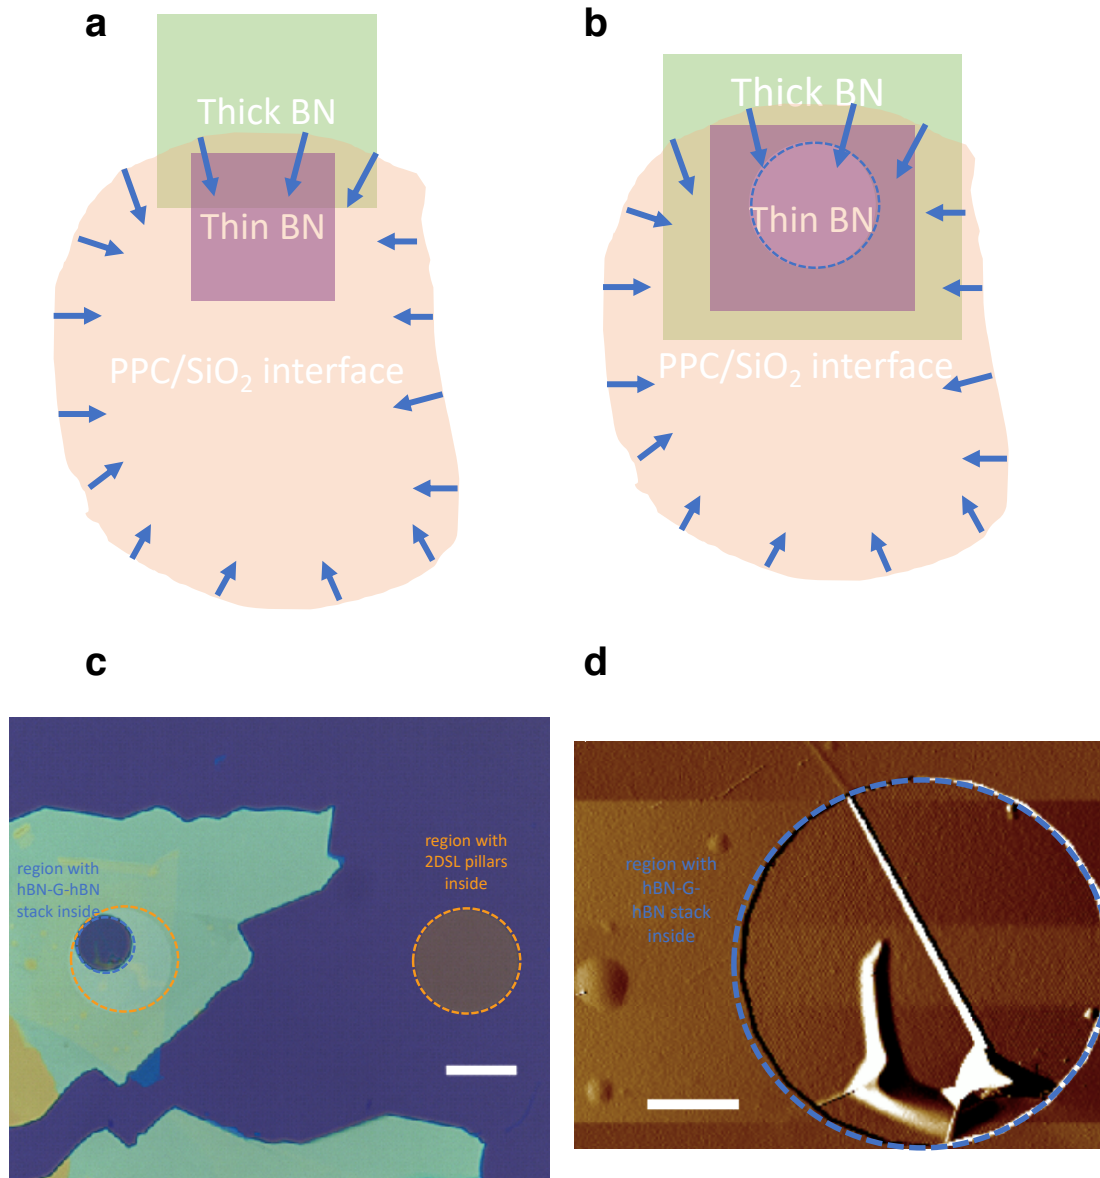 a
Thick BN
Thin BN
PPC/SiO₂ interface
b
Thick BN
Thin BN
PPC/SiO₂ interface
c
region with
hBN-G-hBN
stack inside
region with
2DSL pillars
inside
d
region with
hBN-G-
hBN stack
inside